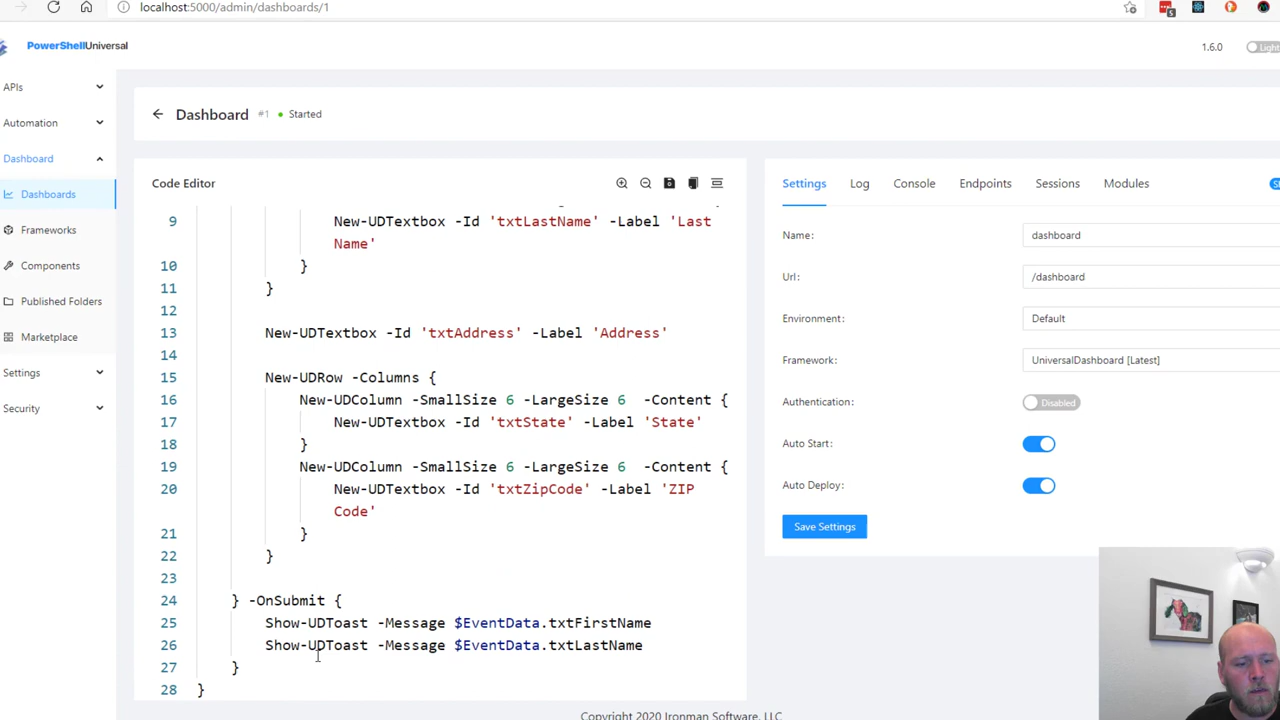 localhost:5000/admin/dashboards/1
5
PowerShellUniversal
1.6.0
Light
APIs
Automation
Dashboard
Dashboards
Frameworks
Components
Published Folders
Marketplace
Settings
Security
Dashboard #1 Started
Code Editor
9 New-UDTextbox -Id 'txtLastName' -Label 'Last
Name'
10 }
11 }
12
13 New-UDTextbox -Id 'txtAddress' -Label 'Address'
14
15 New-UDRow -Columns {
16 New-UDColumn -SmallSize 6 -LargeSize 6 -Content {
17 New-UDTextbox -Id 'txtState' -Label 'State'
18 }
19 New-UDColumn -SmallSize 6 -LargeSize 6 -Content {
20 New-UDTextbox -Id 'txtZipCode' -Label 'ZIP
Code'
21 }
22 }
23
24 } -OnSubmit {
25 Show-UDToast -Message $EventData.txtFirstName
26 Show-UDToast -Message $EventData.txtLastName
27 }
28 }
Settings Log Console Endpoints Sessions Modules
Name: dashboard
Url: /dashboard
Environment: Default
Framework: UniversalDashboard [Latest]
Authentication: Disabled
Auto Start:
Auto Deploy:
Save Settings
Copyright 2020 Ironman Software, LLC